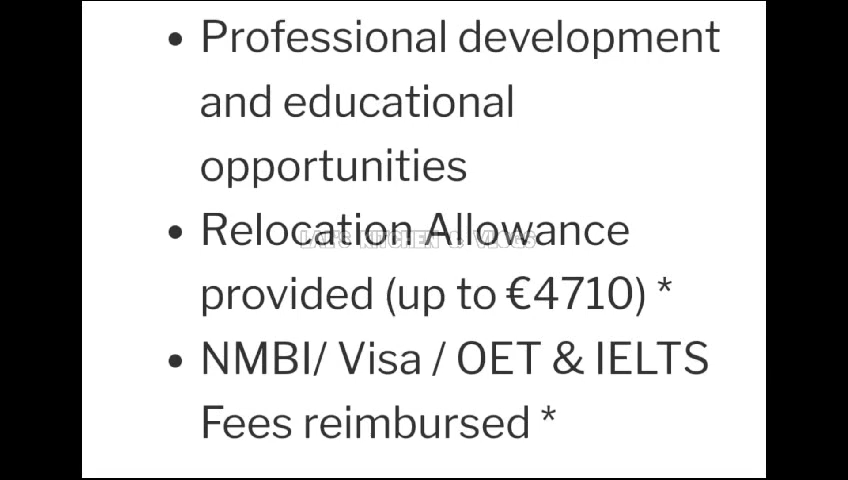 • Professional development
and educational
opportunities
• Relocation Allowance
provided (up to €4710) *
• NMBI/ Visa / OET & IELTS
Fees reimbursed *